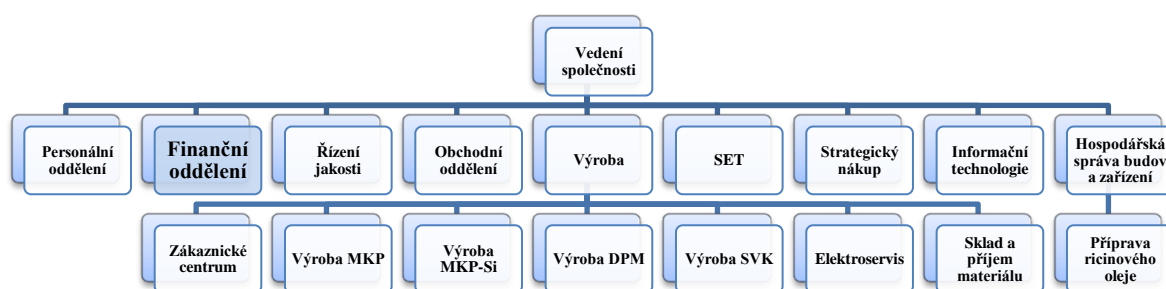 Vedení
společnosti
Personální
oddělení
Finanční
oddělení
Řízení
jakosti
Obchodní
oddělení
Výroba
SET
Strategický
nákup
Informační
technologie
Hospodářská
správa budov
a zařízení
Zákaznické
centrum
Výroba MKP
Výroba
MKP-Si
Výroba DPM
Výroba SVK
Elektroservis
Sklad a
příjem
materiálu
Příprava
ricinového
oleje